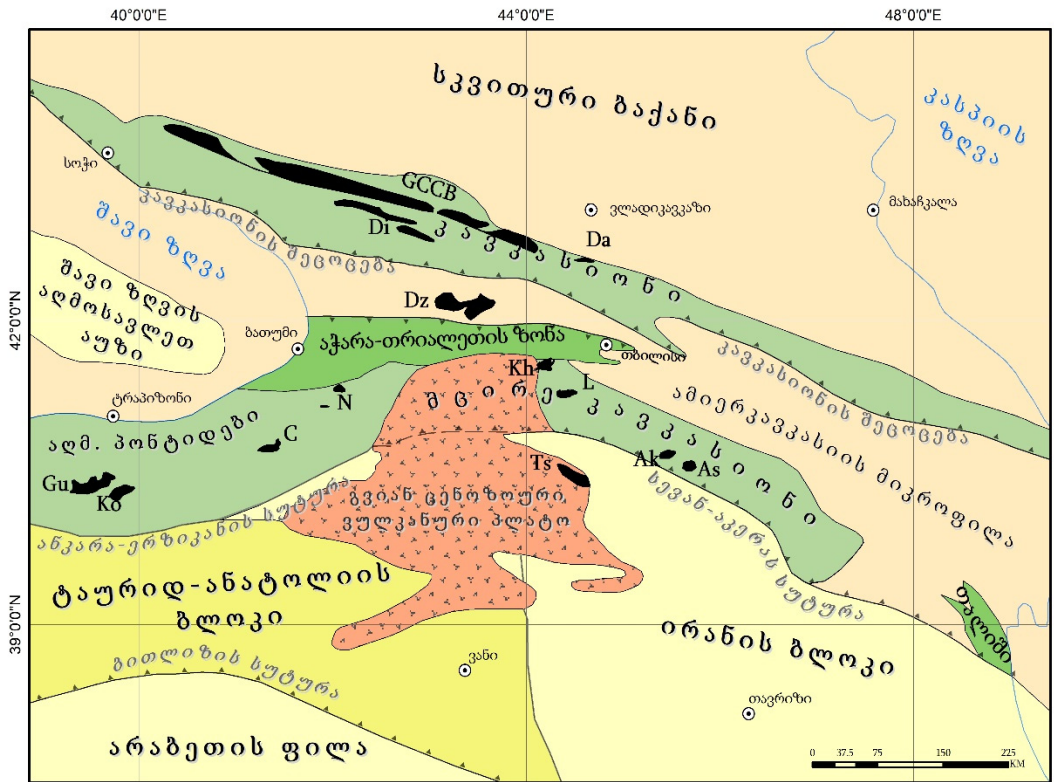 40°0'0"E
44°0'0"E
48°0'0"E
სკვითური ბაქანი
კასპიის
ზღვა
სოჭი
GCCB
ვლადიკავკაზი
მახაჩკალა
Di
Da
კავკასიონი
კავკასიონის შეცოცება
შავი ზღვა
შავი ზღვის
აღმოსავლეთ
აუზი
Dz
42°0'0"N
ბათუმი
აჭარა-თრიალეთის ზონა
თბილისი
კავკასიონის შეცოცება
Kh
L
მცირე კავკასიონი
N
ტრაპიზონი
აღმ. პონტიდები
C
ამიერკავკასიის მიკროფილა
Gu
Ko
Ts
Ak
As
გვიან ცენოზოური
ვულკანური პლატო
ანკარა-ერზიკანის სუტურა
სევან-აკერას სუტურა
ტაურიდ-ანატოლიის
ბლოკი
39°0'0"N
თალიში
ირანის ბლოკი
ბითლიზის სუტურა
ვანი
თავრიზი
არაბეთის ფილა
0 37.5 75 150 225
KM